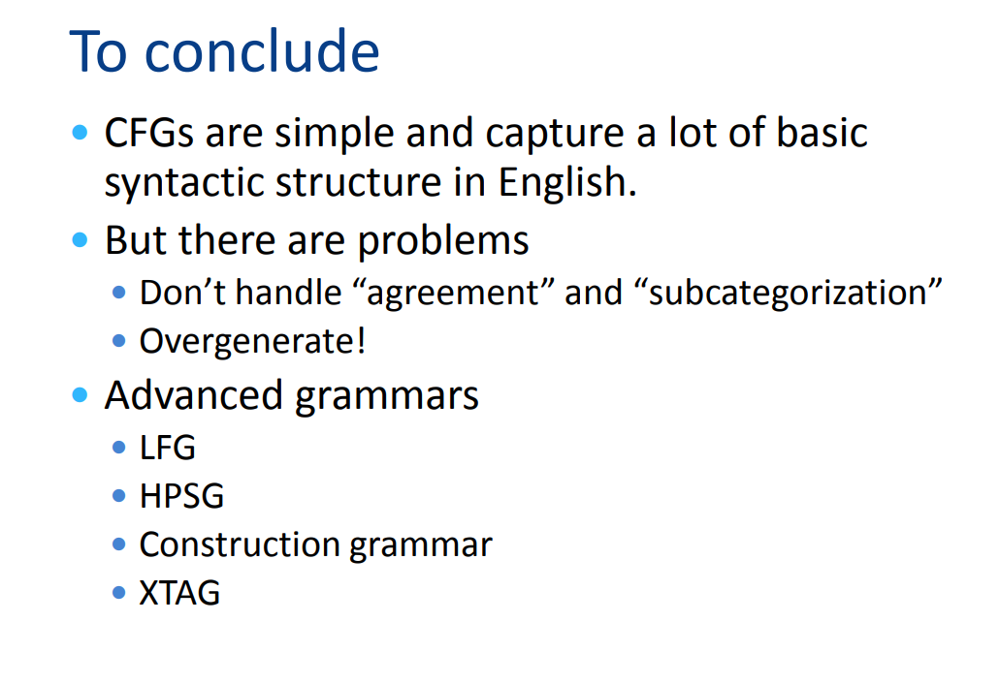 To conclude
• CFGs are simple and capture a lot of basic
syntactic structure in English.
• But there are problems
• Don’t handle “agreement” and “subcategorization”
• Overgenerate!
• Advanced grammars
• LFG
• HPSG
• Construction grammar
• XTAG